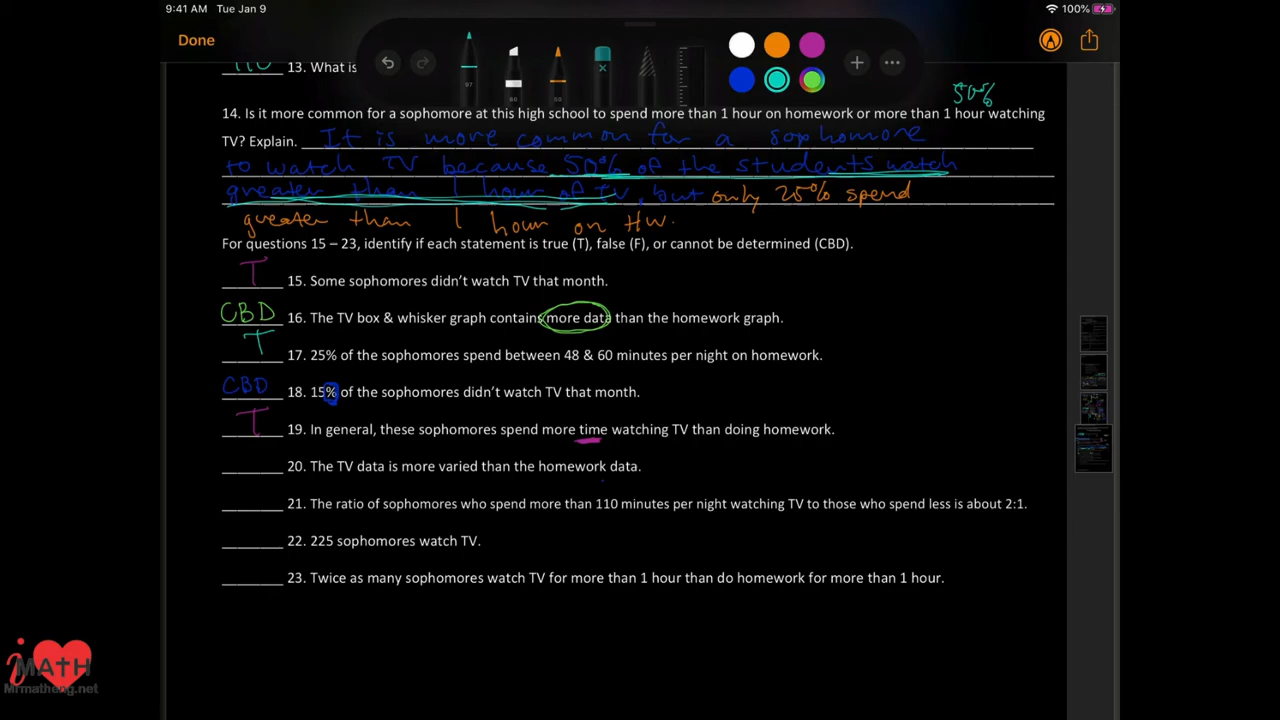 9:41 AM Tue Jan 9
100%
Done
97
80
50
13. What is
50%
14. Is it more common for a sophomore at this high school to spend more than 1 hour on homework or more than 1 hour watching
TV? Explain. It is more common for a sophomore
to watch TV because 50% of the students watch
greater than 1 hour of TV, but only 25% spend
greater than 1 hour on HW.
For questions 15 – 23, identify if each statement is true (T), false (F), or cannot be determined (CBD).
T 15. Some sophomores didn't watch TV that month.
CBD 16. The TV box & whisker graph contains more data than the homework graph.
T 17. 25% of the sophomores spend between 48 & 60 minutes per night on homework.
CBD 18. 15% of the sophomores didn't watch TV that month.
T 19. In general, these sophomores spend more time watching TV than doing homework.
20. The TV data is more varied than the homework data.
21. The ratio of sophomores who spend more than 110 minutes per night watching TV to those who spend less is about 2:1.
22. 225 sophomores watch TV.
23. Twice as many sophomores watch TV for more than 1 hour than do homework for more than 1 hour.
i MATH
Mrmatheng.net